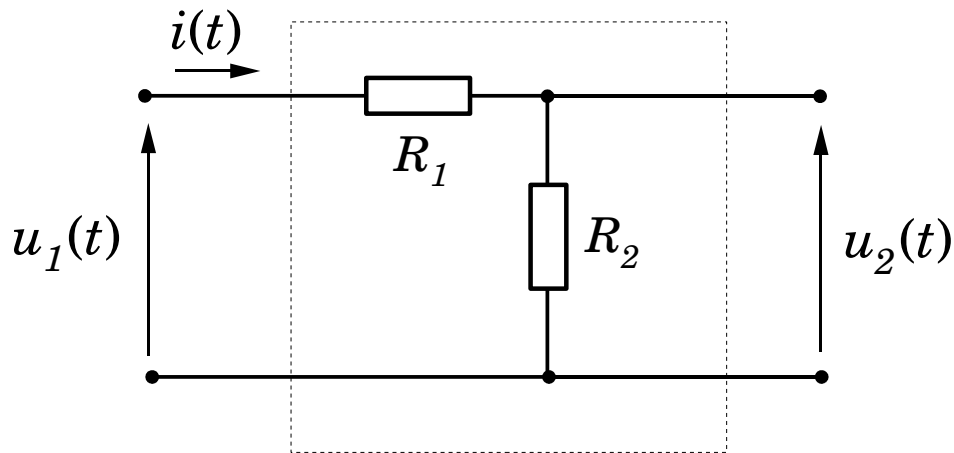 i(t)
R₁
u₁(t)
R₂
u₂(t)